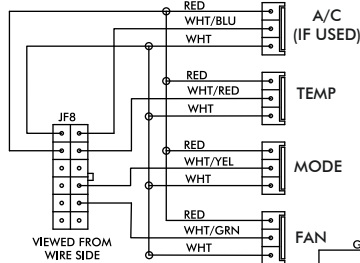 RED
WHT/BLU
WHT
A/C
(IF USED)
RED
WHT/RED
WHT
TEMP
JF8
RED
WHT/YEL
WHT
MODE
RED
WHT/GRN
WHT
FAN
VIEWED FROM
WIRE SIDE
G